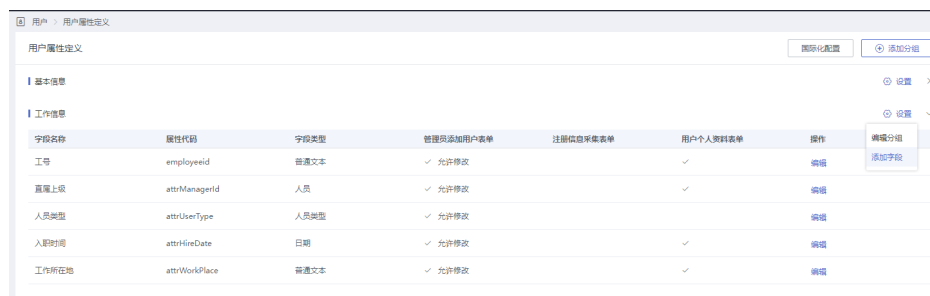 用户 > 用户属性定义
用户属性定义 国际化配置 添加分组
基本信息 设置
工作信息 设置
字段名称 属性代码 字段类型 管理员添加用户表单 注册信息采集表单 用户个人资料表单 操作 编辑分组
添加字段
工号 employeeid 普通文本 ✓ 允许修改 ✓ 编辑
直属上级 attrManagerId 人员 ✓ 允许修改 ✓ 编辑
人员类型 attrUserType 人员类型 ✓ 允许修改 编辑
入职时间 attrHireDate 日期 ✓ 允许修改 ✓ 编辑
工作所在地 attrWorkPlace 普通文本 ✓ 允许修改 ✓ 编辑